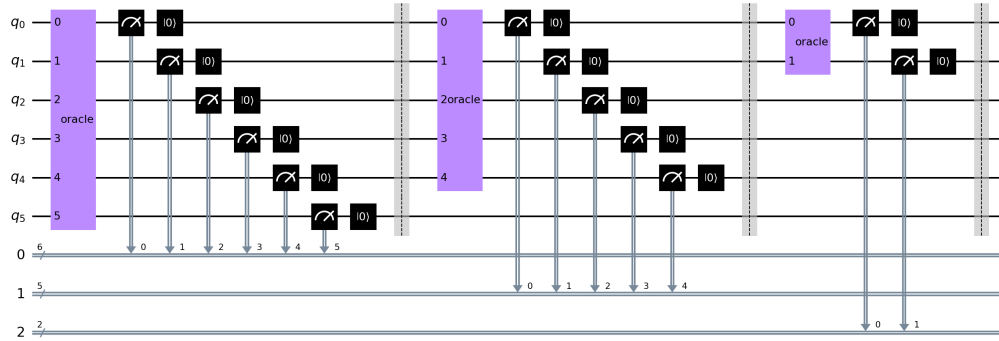 q0 0 |0⟩ 0 |0⟩ 0 |0⟩
oracle
q1 1 |0⟩ 1 |0⟩ 1 |0⟩
q2 2 |0⟩ 2oracle |0⟩
oracle
q3 3 |0⟩ 3 |0⟩
q4 4 |0⟩ 4 |0⟩
q5 5 |0⟩
0 6 0 1 2 3 4 5
1 5 0 1 2 3 4
2 2 0 1